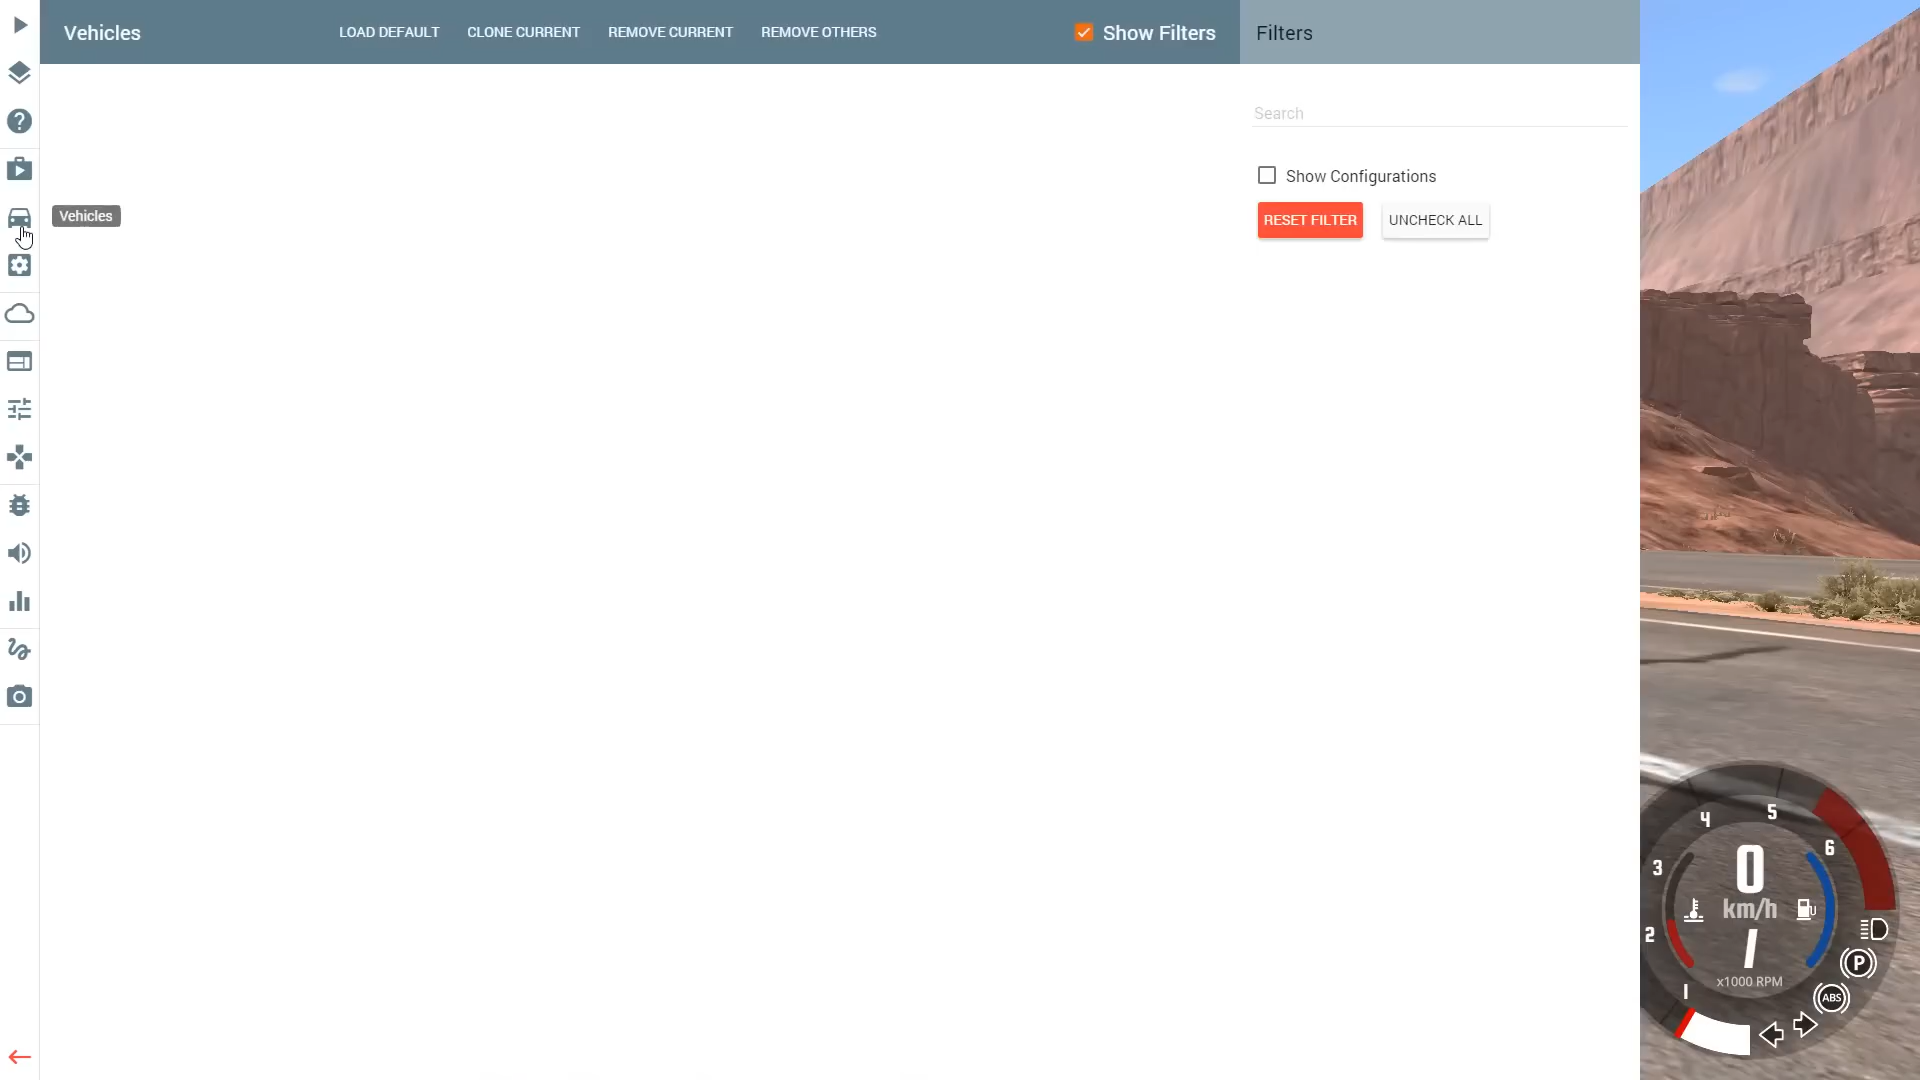 Vehicles
LOAD DEFAULT
CLONE CURRENT
REMOVE CURRENT
REMOVE OTHERS
Show Filters
Filters
Search
Show Configurations
Vehicles
RESET FILTER
UNCHECK ALL
5
4
6
3
0
km/h
2
1
P
x1000 RPM
1
ABS